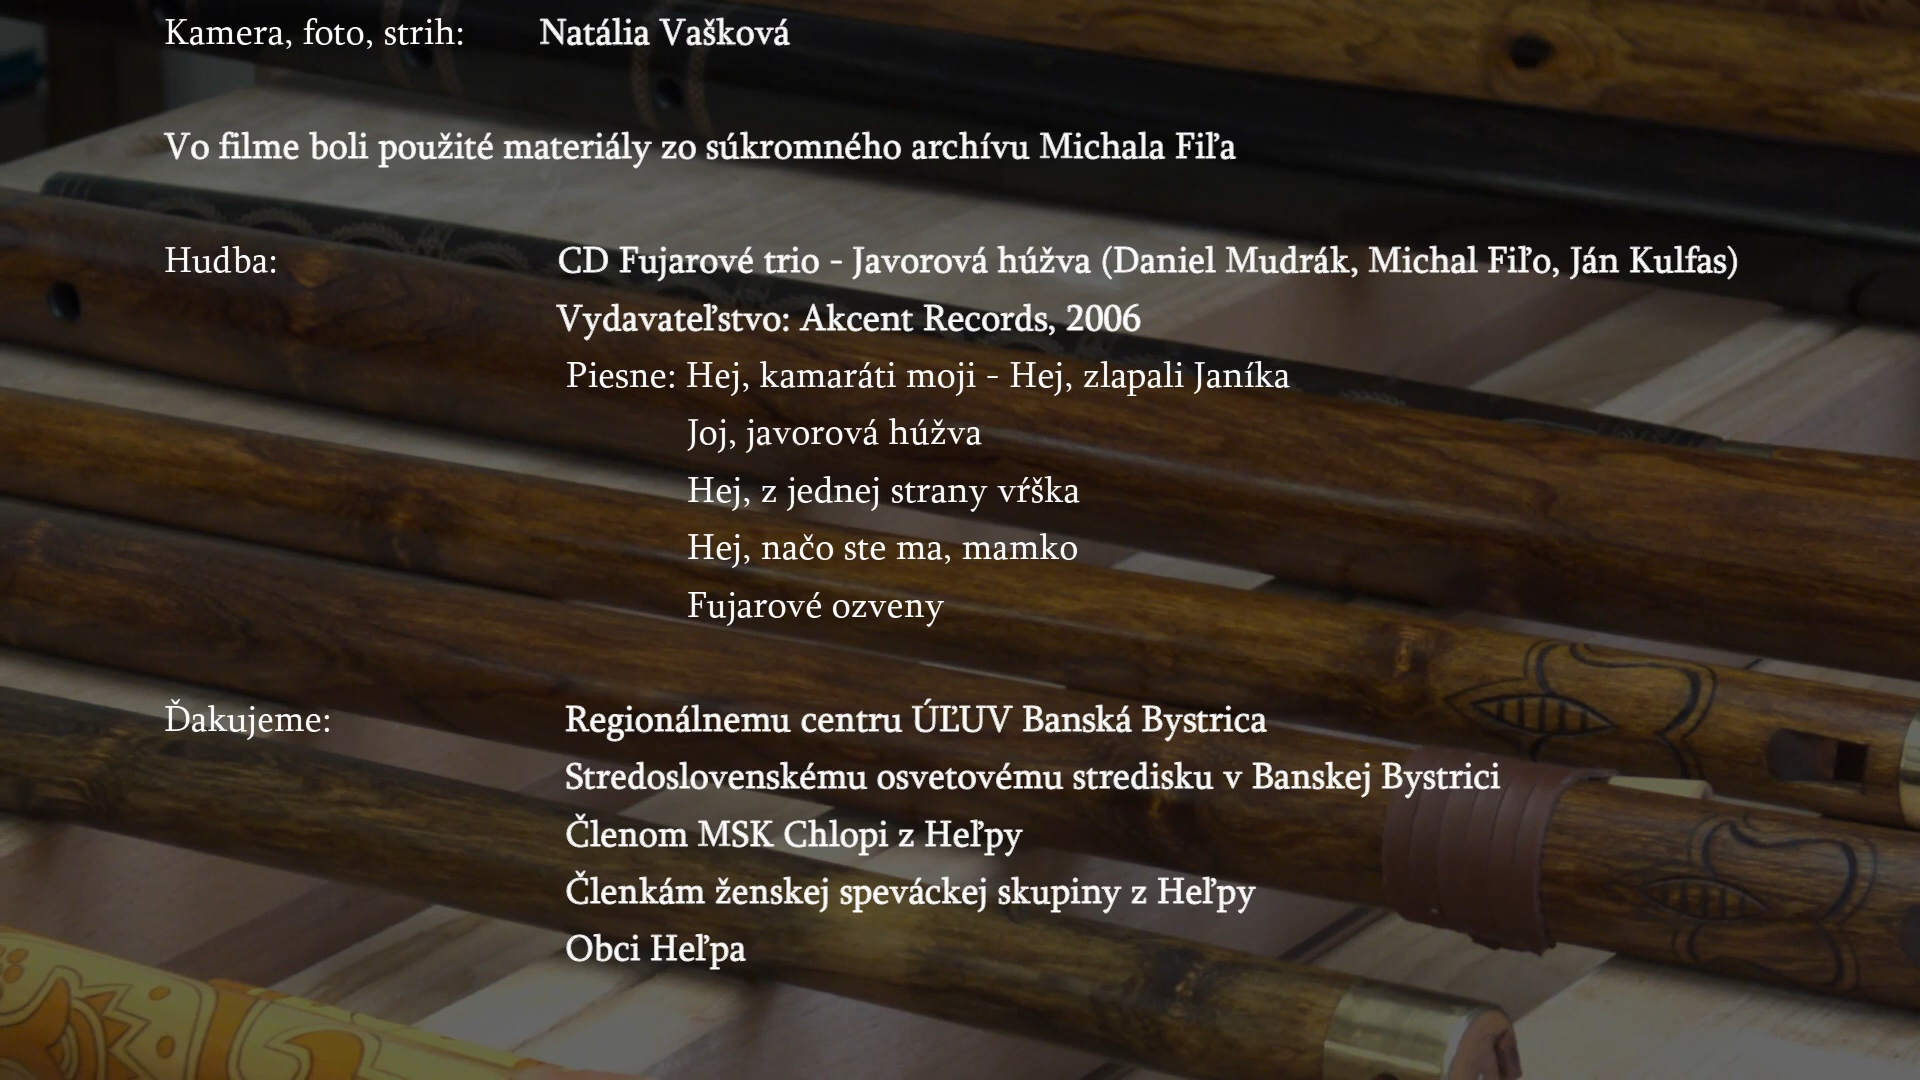 Kamera, foto, strih: Natália Vašková
Vo filme boli použité materiály zo súkromného archívu Michala Fiľa
Hudba: CD Fujarové trio - Javorová húžva (Daniel Mudrák, Michal Fiľo, Ján Kulfas)
Vydavateľstvo: Akcent Records, 2006
Piesne: Hej, kamaráti moji - Hej, zlapali Janíka
Joj, javorová húžva
Hej, z jednej strany vŕška
Hej, načo ste ma, mamko
Fujarové ozveny
Ďakujeme: Regionálnemu centru ÚĽUV Banská Bystrica
Stredoslovenskému osvetovému stredisku v Banskej Bystrici
Členom MSK Chlopi z Heľpy
Členkám ženskej speváckej skupiny z Heľpy
Obci Heľpa